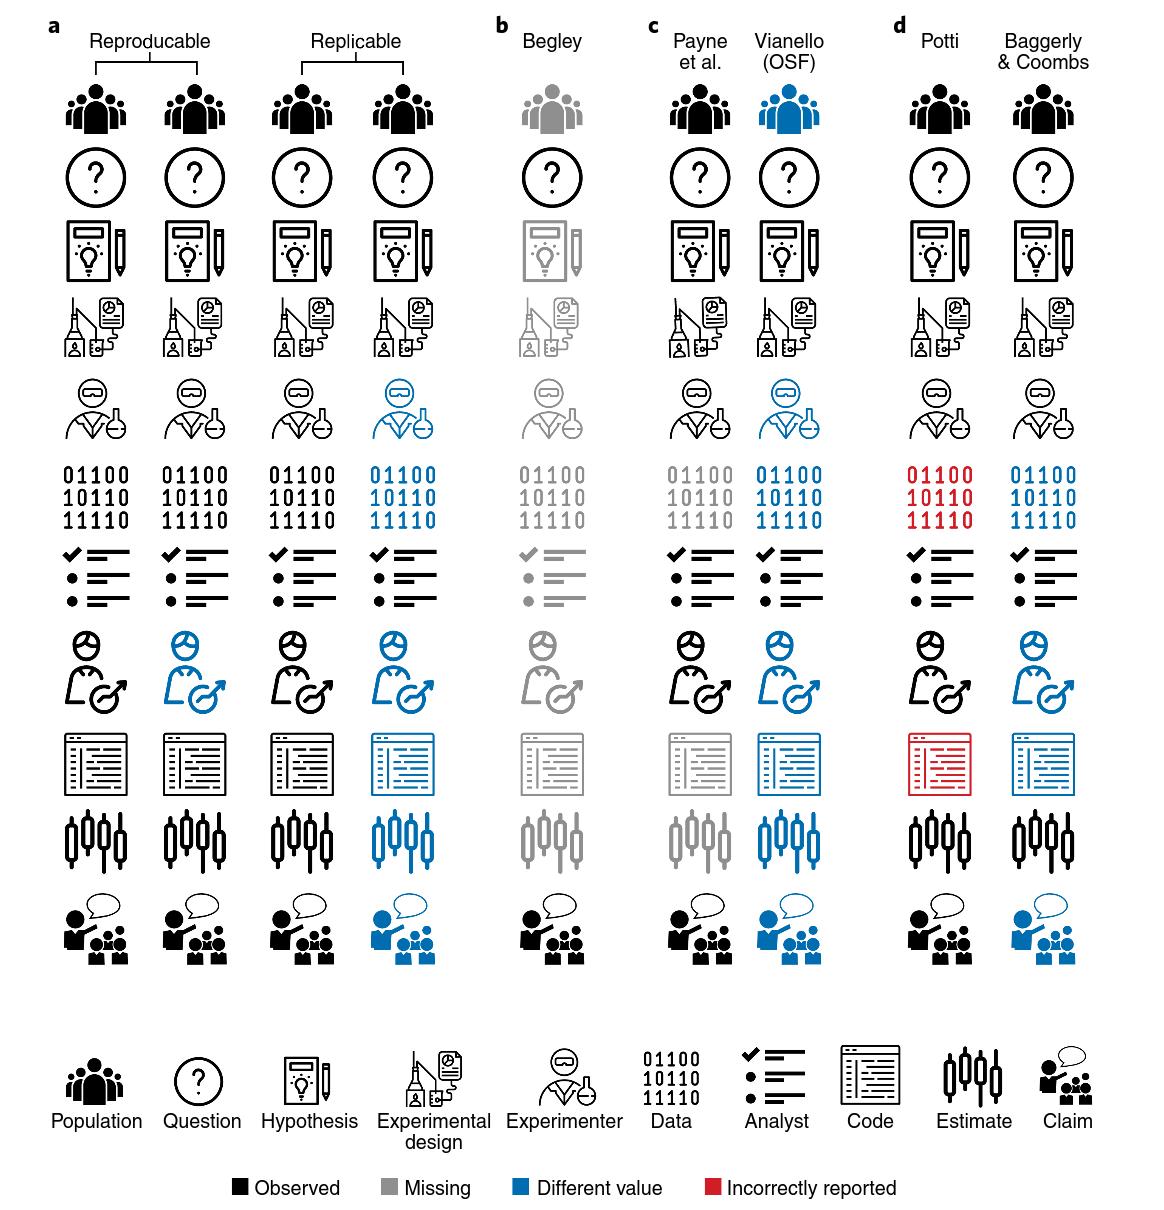 a
Reproducable
Replicable
b
Begley
c
Payne
et al.
Vianello
(OSF)
d
Potti
Baggerly
& Coombs
? ? ? ? ? ? ? ? ?
01100 01100 01100 01100 01100 01100 01100 01100 01100
10110 10110 10110 10110 10110 10110 10110 10110 10110
11110 11110 11110 11110 11110 11110 11110 11110 11110
?
01100
10110
11110
Population
Question
Hypothesis
Experimental
design
Experimenter
Data
Analyst
Code
Estimate
Claim
Observed
Missing
Different value
Incorrectly reported